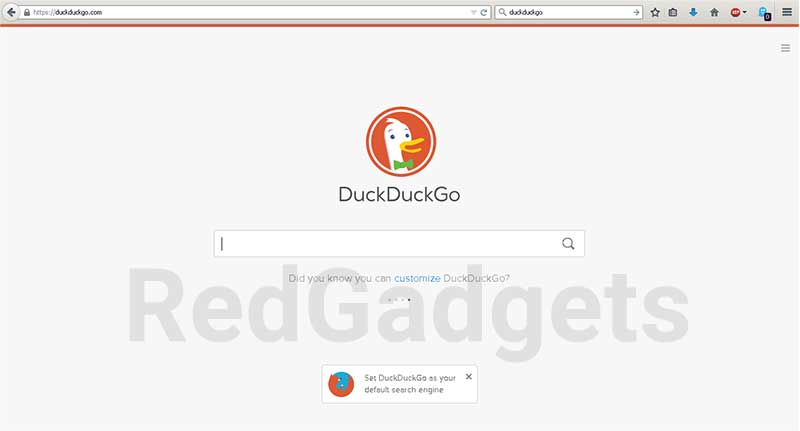 https://duckduckgo.com
duckduckgo
ABP
0
DuckDuckGo
Did you know you can customize DuckDuckGo?
RedGadgets
Set DuckDuckGo as your
default search engine